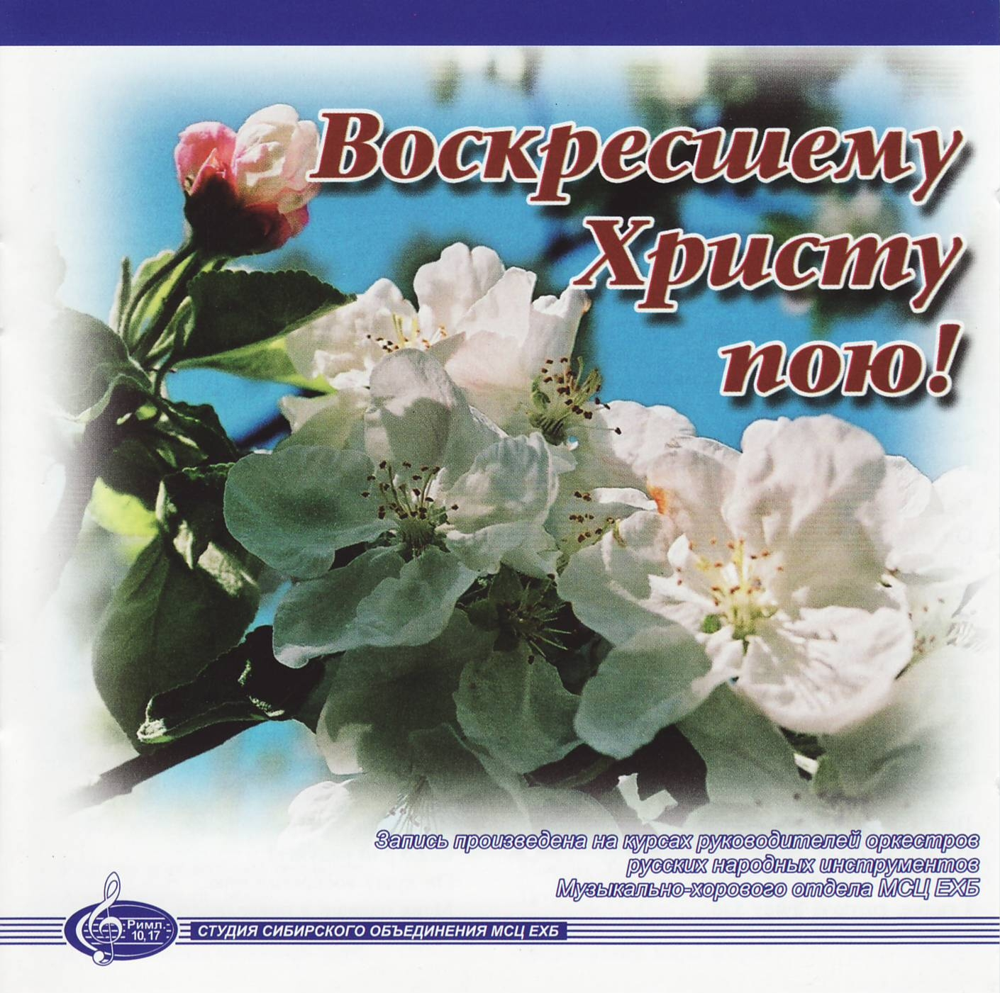 Воскресшему
Христу
пою!
Запись произведена на курсах руководителей оркестров
русских народных инструментов
Музыкально-хорового отдела МСЦ ЕХБ
Римл.
10, 17
СТУДИЯ СИБИРСКОГО ОБЪЕДИНЕНИЯ МСЦ ЕХБ